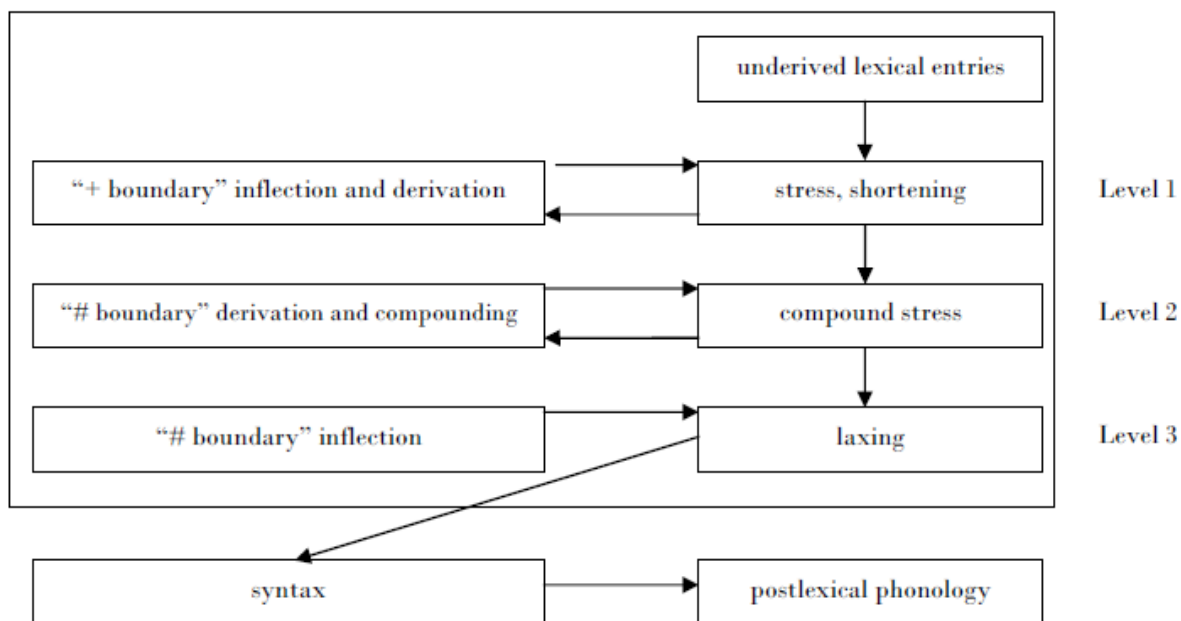 underived lexical entries
“+ boundary” inflection and derivation
stress, shortening
Level 1
“# boundary” derivation and compounding
compound stress
Level 2
“# boundary” inflection
laxing
Level 3
syntax
postlexical phonology